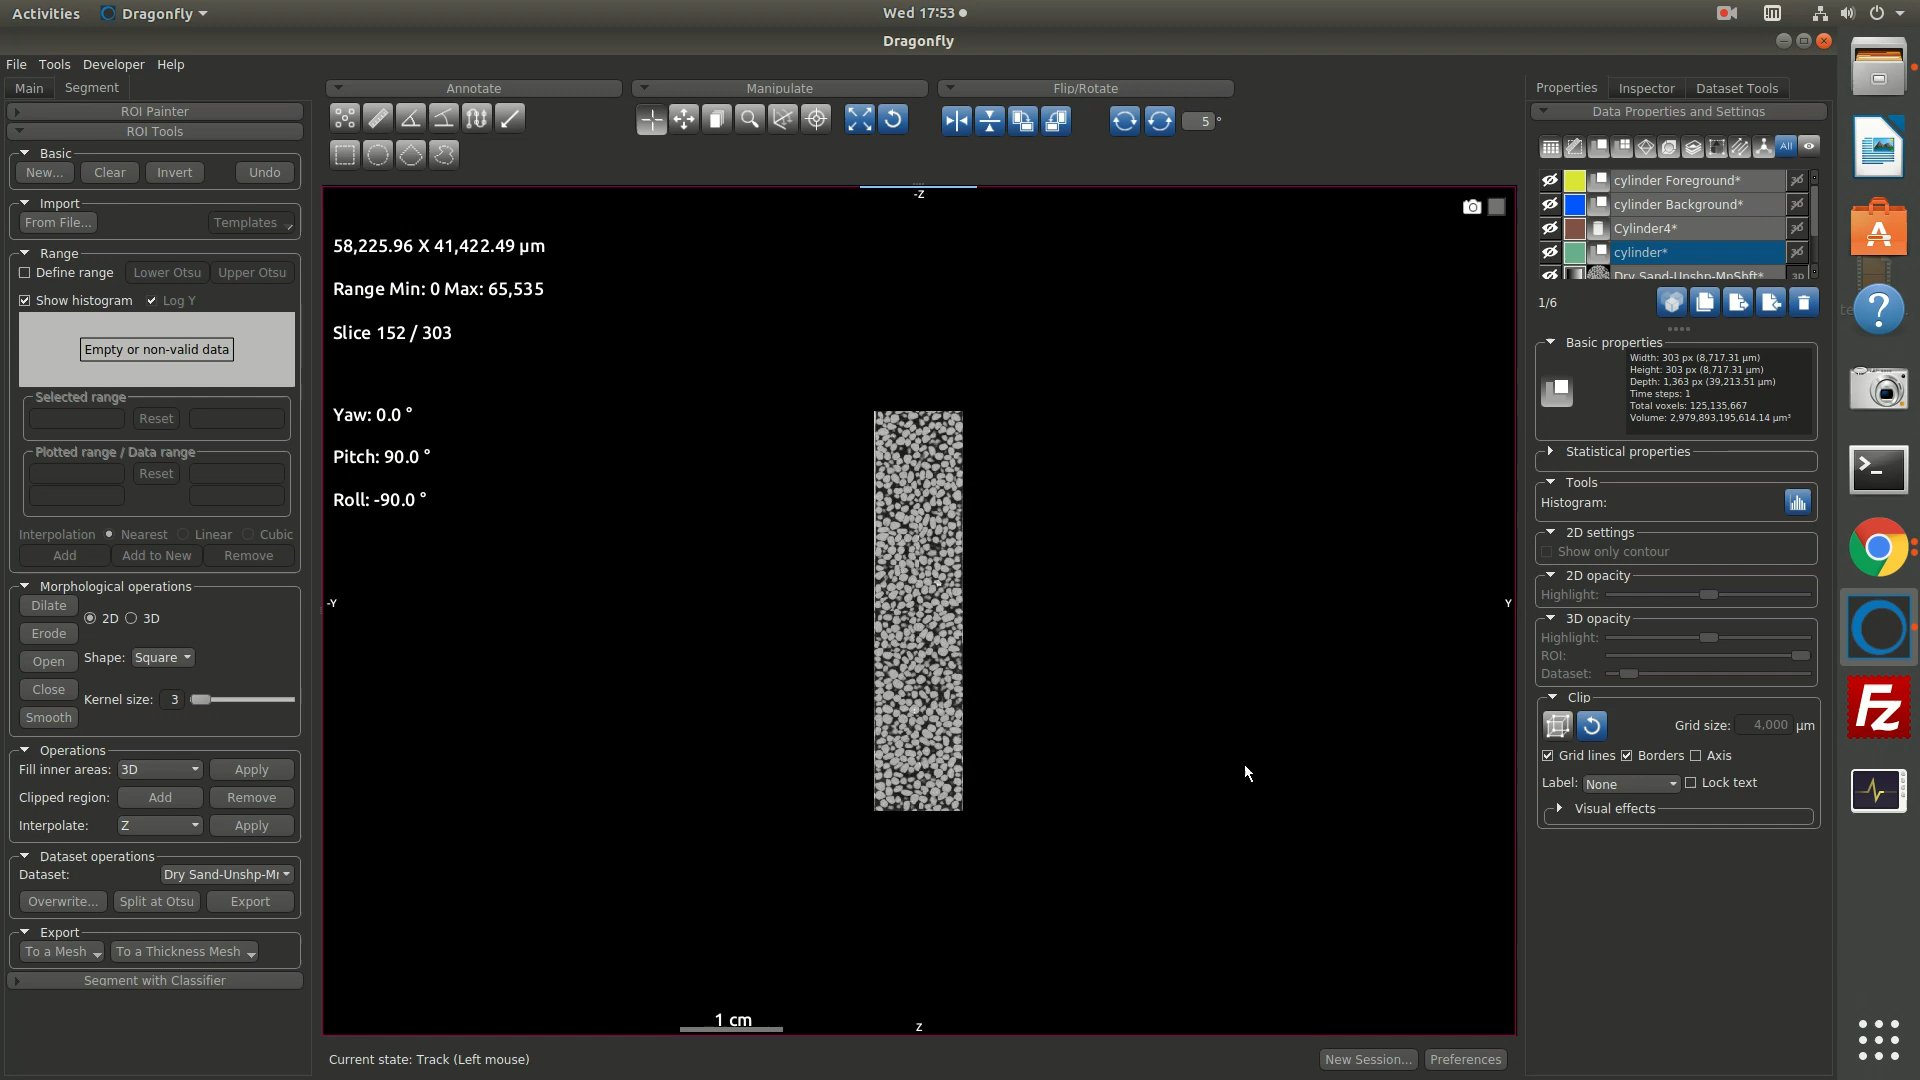 Activities Dragonfly Wed 17:53
Dragonfly
File Tools Developer Help
Main Segment
ROI Painter
ROI Tools
Basic
New... Clear Invert Undo
Import
From File... Templates
Range
Define range Lower Otsu Upper Otsu
Show histogram Log Y
Empty or non-valid data
Selected range
Reset
Plotted range / Data range
Reset
Interpolation Nearest Linear Cubic
Add Add to New Remove
Morphological operations
Dilate
2D 3D
Erode
Open Shape: Square
Close
Kernel size: 3
Smooth
Operations
Fill inner areas: 3D Apply
Clipped region: Add Remove
Interpolate: Z Apply
Dataset operations
Dataset: Dry Sand-Unshp-Mr
Overwrite... Split at Otsu Export
Export
To a Mesh To a Thickness Mesh
Segment with Classifier
Annotate Manipulate Flip/Rotate
5 °
-Z
58,225.96 X 41,422.49 µm
Range Min: 0 Max: 65,535
Slice 152 / 303
Yaw: 0.0 °
Pitch: 90.0 °
Roll: -90.0 °
-Y Y
1 cm
Z
Current state: Track (Left mouse) New Session... Preferences
Properties Inspector Dataset Tools
Data Properties and Settings
All
cylinder Foreground*
cylinder Background*
Cylinder4*
cylinder*
Dry Sand-Unshp-MnShft* 3D
1/6
Basic properties
Width: 303 px (8,717.31 µm)
Height: 303 px (8,717.31 µm)
Depth: 1,363 px (39,213.51 µm)
Time steps: 1
Total voxels: 125,135,667
Volume: 2,979,893,195,614.14 µm³
Statistical properties
Tools
Histogram:
2D settings
Show only contour
2D opacity
Highlight:
3D opacity
Highlight:
ROI:
Dataset:
Clip
Grid size: 4,000 µm
Grid lines Borders Axis
Label: None Lock text
Visual effects